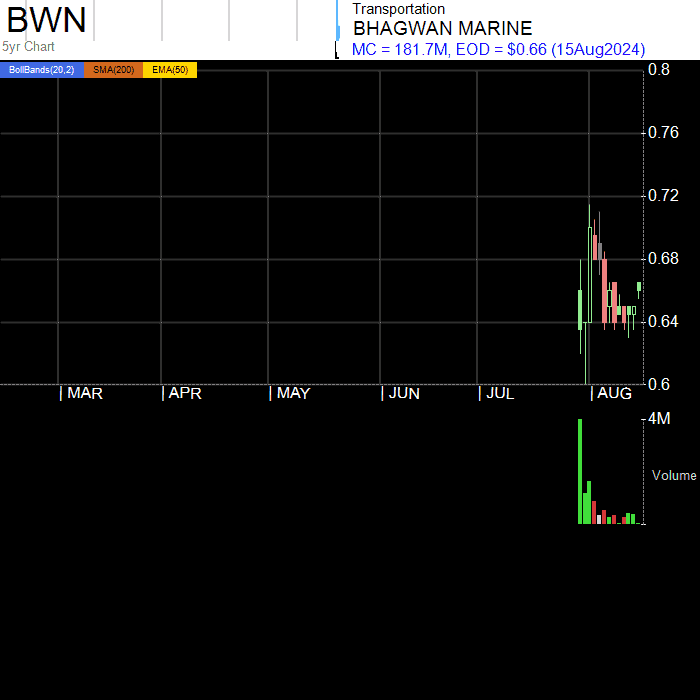 BWN
5yr Chart
Transportation
BHAGWAN MARINE
MC = 181.7M, EOD = $0.66 (15Aug2024)
BollBands(20,2) SMA(200) EMA(50)
0.8
0.76
0.72
0.68
0.64
0.6
| MAR | APR | MAY | JUN | JUL | AUG
4M
Volume